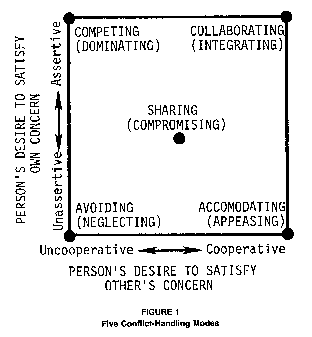 COMPETING
(DOMINATING)
COLLABORATING
(INTEGRATING)
SHARING
(COMPROMISING)
AVOIDING
(NEGLECTING)
ACCOMODATING
(APPEASING)
PERSON'S DESIRE TO SATISFY
OWN CONCERN
Unassertive
Assertive
Uncooperative
Cooperative
PERSON'S DESIRE TO SATISFY
OTHER'S CONCERN
FIGURE 1
Five Conflict-Handling Modes